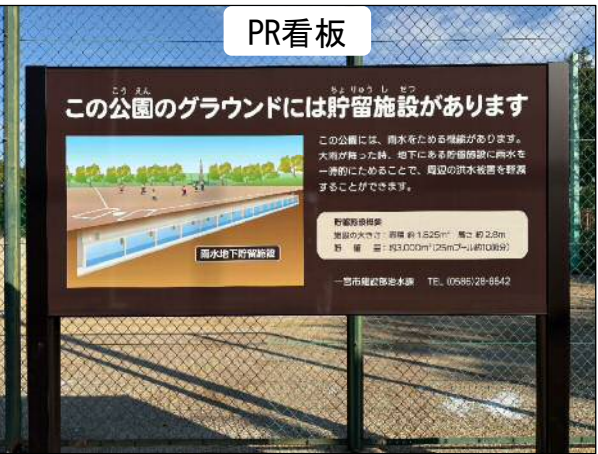 PR看板
こうえん ちょりゅうしせつ
この公園のグラウンドには貯留施設があります
この公園には、雨水をためる機能があります。
大雨が降った時、地下にある貯留施設に雨水を
一時的にためることで、周辺の洪水被害を軽減
することができます。
雨水地下貯留施設
貯留施設概要
施設の大きさ：面積 約1,825m² 高さ 約2.8m
貯留量：約3,000m³(25mプール約10個分)
一宮市建設部治水課 TEL (0586)28-8642